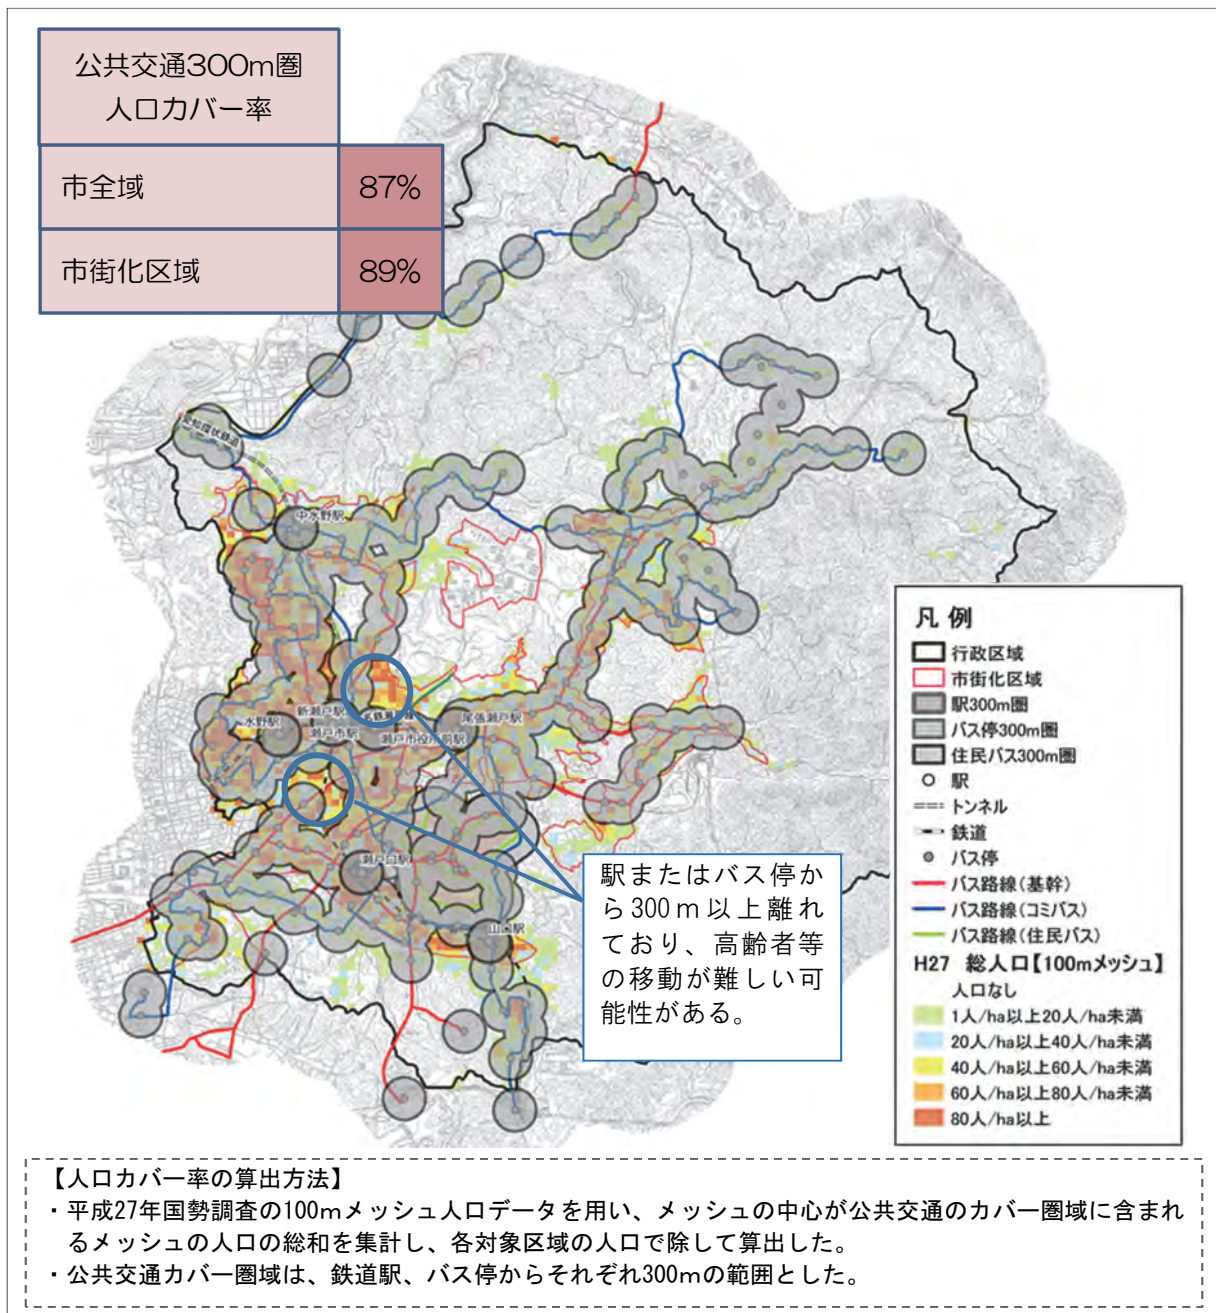 公共交通300m圏
人口カバー率
市全域 87%
市街化区域 89%
愛知環状鉄道
中水野駅
新瀬戸駅
水野駅
瀬戸市駅
瀬戸市役所前駅
尾張瀬戸駅
瀬戸口駅
山口駅
駅またはバス停か
ら300m以上離れ
ており、高齢者等
の移動が難しい可
能性がある。
凡例
行政区域
市街化区域
駅300m圏
バス停300m圏
住民バス300m圏
駅
トンネル
鉄道
バス停
バス路線(基幹)
バス路線(コミバス)
バス路線(住民バス)
H27 総人口【100mメッシュ】
人口なし
1人/ha以上20人/ha未満
20人/ha以上40人/ha未満
40人/ha以上60人/ha未満
60人/ha以上80人/ha未満
80人/ha以上
【人口カバー率の算出方法】
・平成27年国勢調査の100mメッシュ人口データを用い、メッシュの中心が公共交通のカバー圏域に含まれ
るメッシュの人口の総和を集計し、各対象区域の人口で除して算出した。
・公共交通カバー圏域は、鉄道駅、バス停からそれぞれ300mの範囲とした。